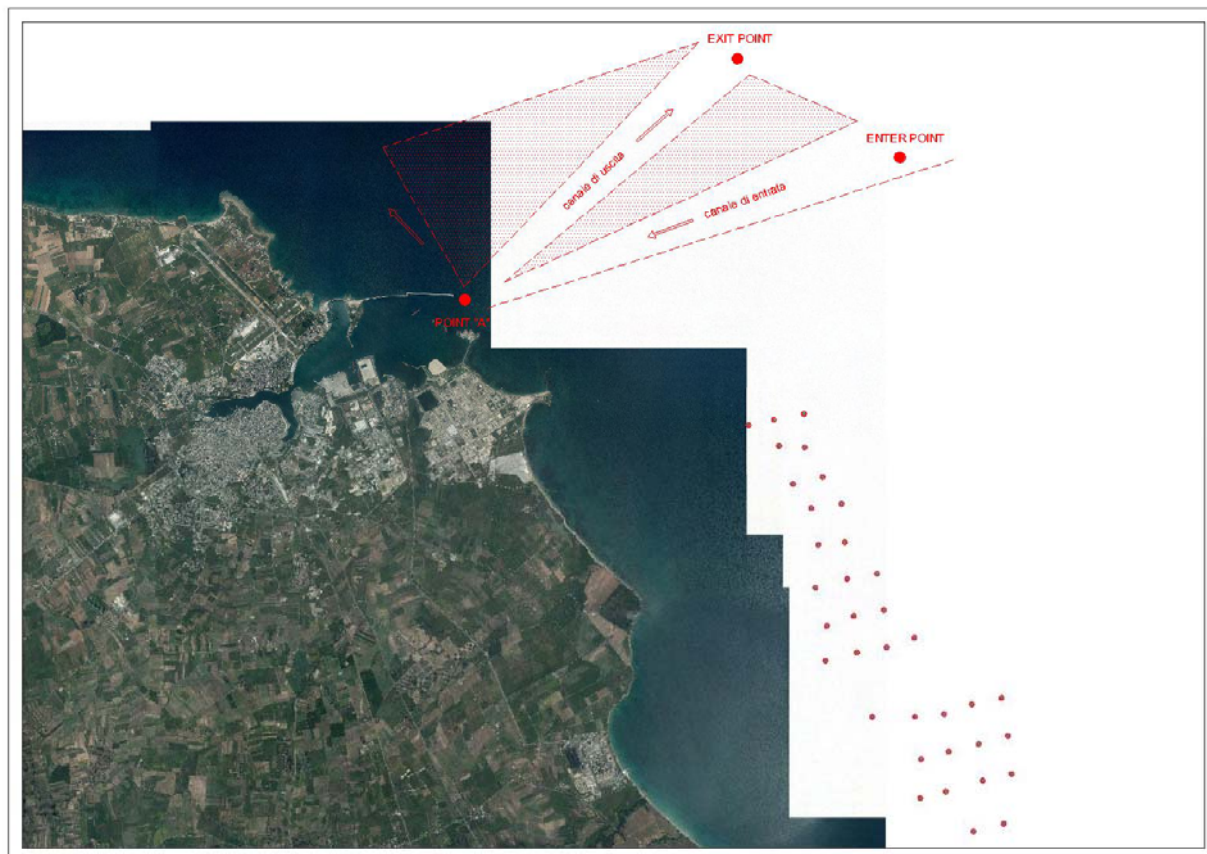 EXIT POINT
ENTER POINT
canale di uscita
canale di entrata
"POINT "A"